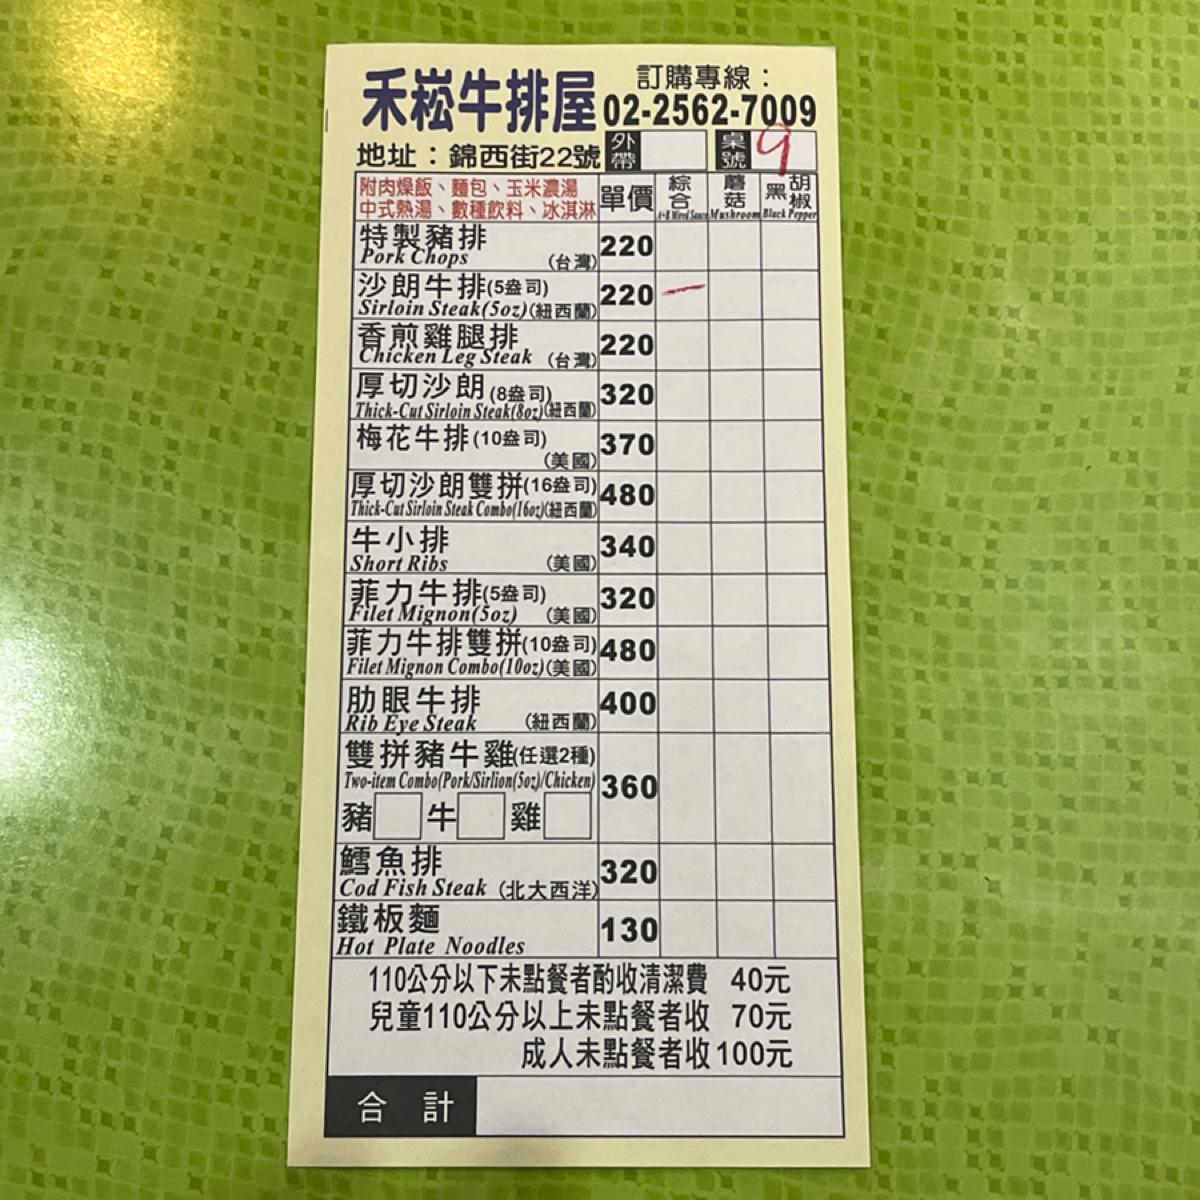 禾崧牛排屋
訂購專線：
02-2562-7009
地址：錦西街22號
外帶
桌號 9
附肉燥飯、麵包、玉米濃湯
中式熱湯、數種飲料、冰淇淋
單價
綜合
蘑菇 Mushroom
黑胡椒 Black Pepper
特製豬排
Pork Chops (台灣) 220
沙朗牛排(5盎司)
Sirloin Steak(5oz)(紐西蘭) 220
香煎雞腿排
Chicken Leg Steak (台灣) 220
厚切沙朗(8盎司)
Thick-Cut Sirloin Steak(8oz)(紐西蘭) 320
梅花牛排(10盎司)
(美國) 370
厚切沙朗雙拼(16盎司)
Thick-Cut Sirloin Steak Combo(16oz)(紐西蘭) 480
牛小排
Short Ribs (美國) 340
菲力牛排(5盎司)
Filet Mignon(5oz) (美國) 320
菲力牛排雙拼(10盎司)
Filet Mignon Combo(10oz)(美國) 480
肋眼牛排
Rib Eye Steak (紐西蘭) 400
雙拼豬牛雞(任選2種)
Two-item Combo(Pork/Sirlion(5oz)/Chicken)
豬 牛 雞 360
鱈魚排
Cod Fish Steak (北大西洋) 320
鐵板麵
Hot Plate Noodles 130
110公分以下未點餐者酌收清潔費 40元
兒童110公分以上未點餐者收 70元
成人未點餐者收100元
合計